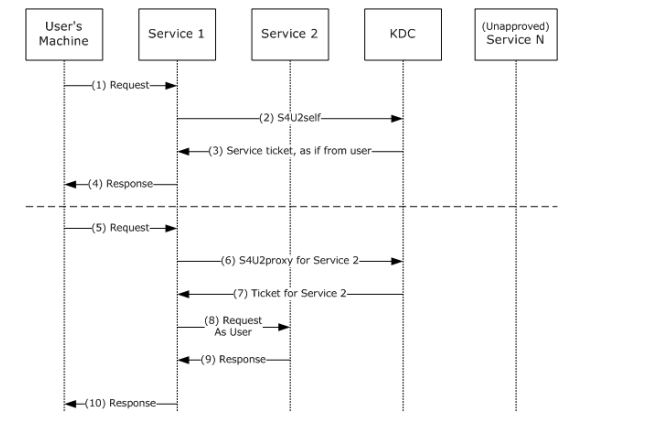 User's
Machine
Service 1
Service 2
KDC
(Unapproved)
Service N
(1) Request
(2) S4U2self
(3) Service ticket, as if from user
(4) Response
(5) Request
(6) S4U2proxy for Service 2
(7) Ticket for Service 2
(8) Request
As User
(9) Response
(10) Response